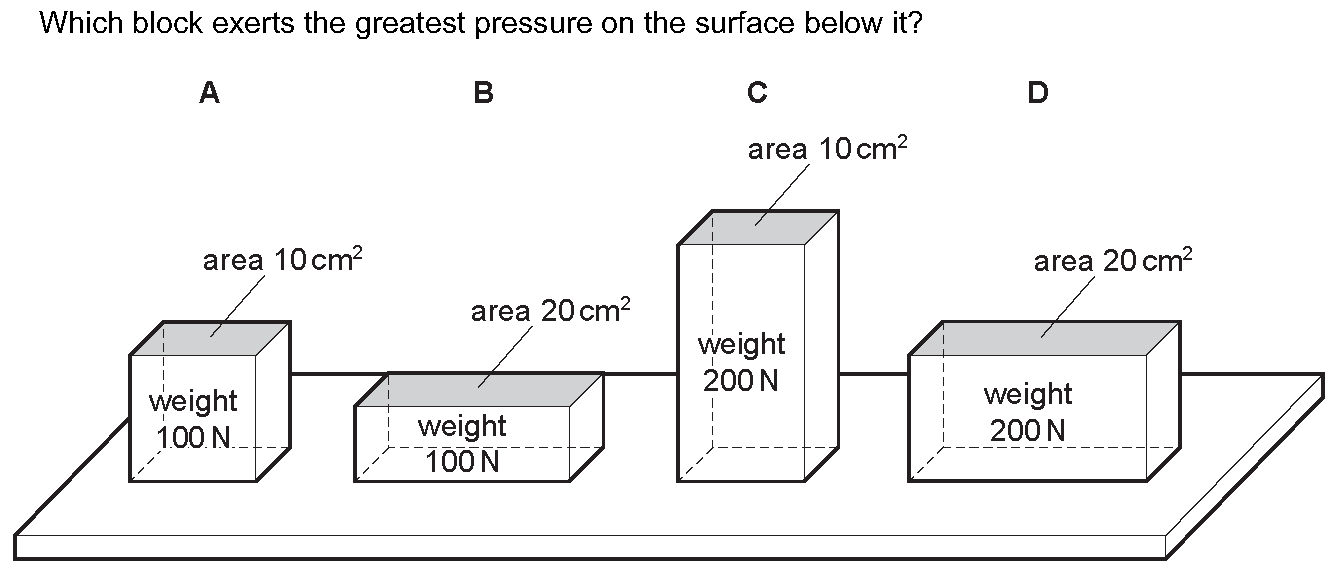 Which block exerts the greatest pressure on the surface below it?
A B C D
area 10 cm²
area 10 cm²
area 20 cm²
area 20 cm²
weight
200 N
weight
100 N
weight
200 N
weight
100 N